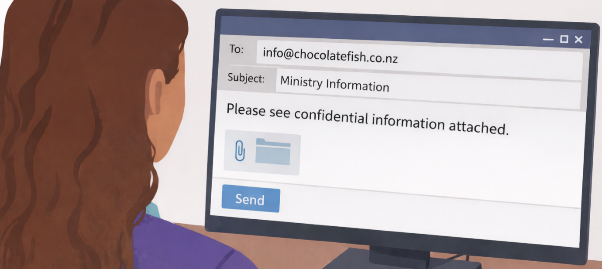 To: info@chocolatefish.co.nz
Subject: Ministry Information
Please see confidential information attached.
Send